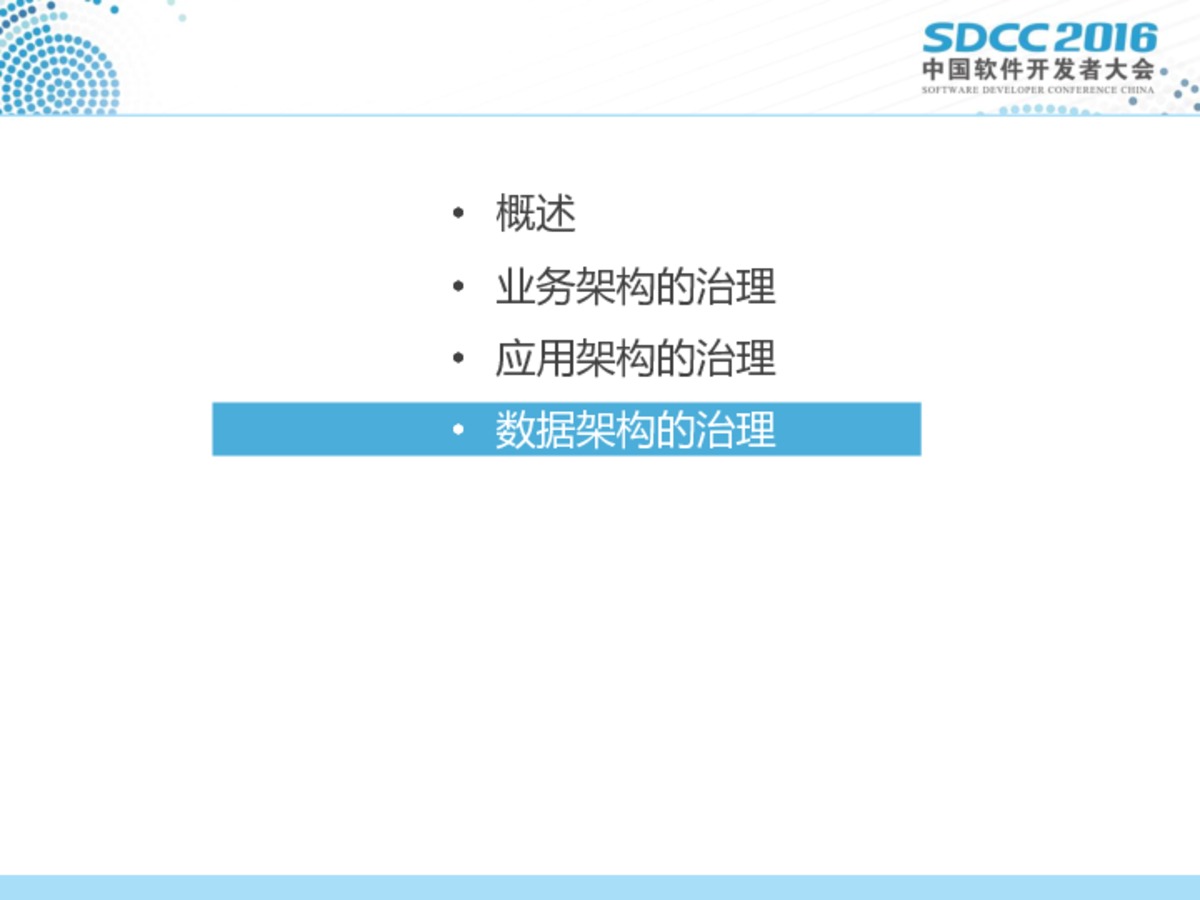 SDCC 2016
中国软件开发者大会
SOFTWARE DEVELOPER CONFERENCE CHINA
• 概述
• 业务架构的治理
• 应用架构的治理
• 数据架构的治理